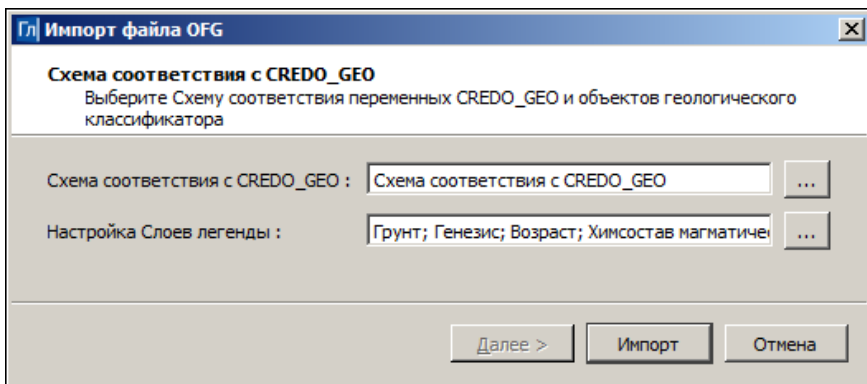 Гл Импорт файла OFG
Схема соответствия с CREDO_GEO
Выберите Схему соответствия переменных CREDO_GEO и объектов геологического
классификатора
Схема соответствия с CREDO_GEO : Схема соответствия с CREDO_GEO ...
Настройка Слоев легенды : Грунт; Генезис; Возраст; Химсостав магматичес ...
Далее > Импорт Отмена